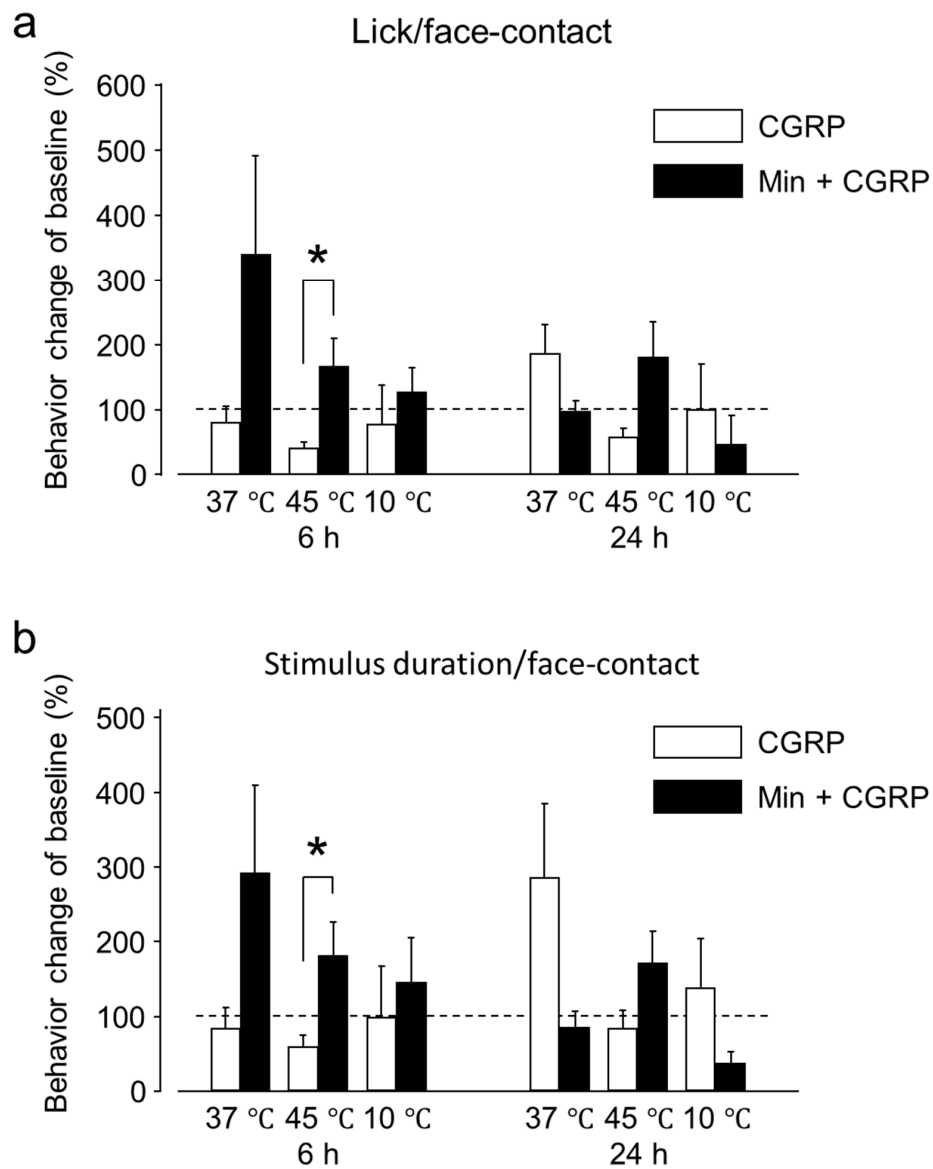 a
Lick/face-contact
Behavior change of baseline (%)
600
500
400
300
200
100
0
CGRP
Min + CGRP
*
37 °C 45 °C 10 °C
6 h
37 °C 45 °C 10 °C
24 h
b
Stimulus duration/face-contact
Behavior change of baseline (%)
500
400
300
200
100
0
CGRP
Min + CGRP
*
37 °C 45 °C 10 °C
6 h
37 °C 45 °C 10 °C
24 h